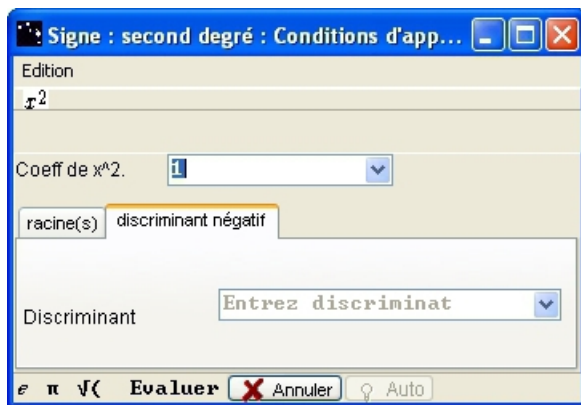 Signe : second degré : Conditions d'app...
Edition
x²
Coeff de x^2. 1
racine(s) discriminant négatif
Discriminant Entrez discriminat
e π √( Evaluer Annuler Auto